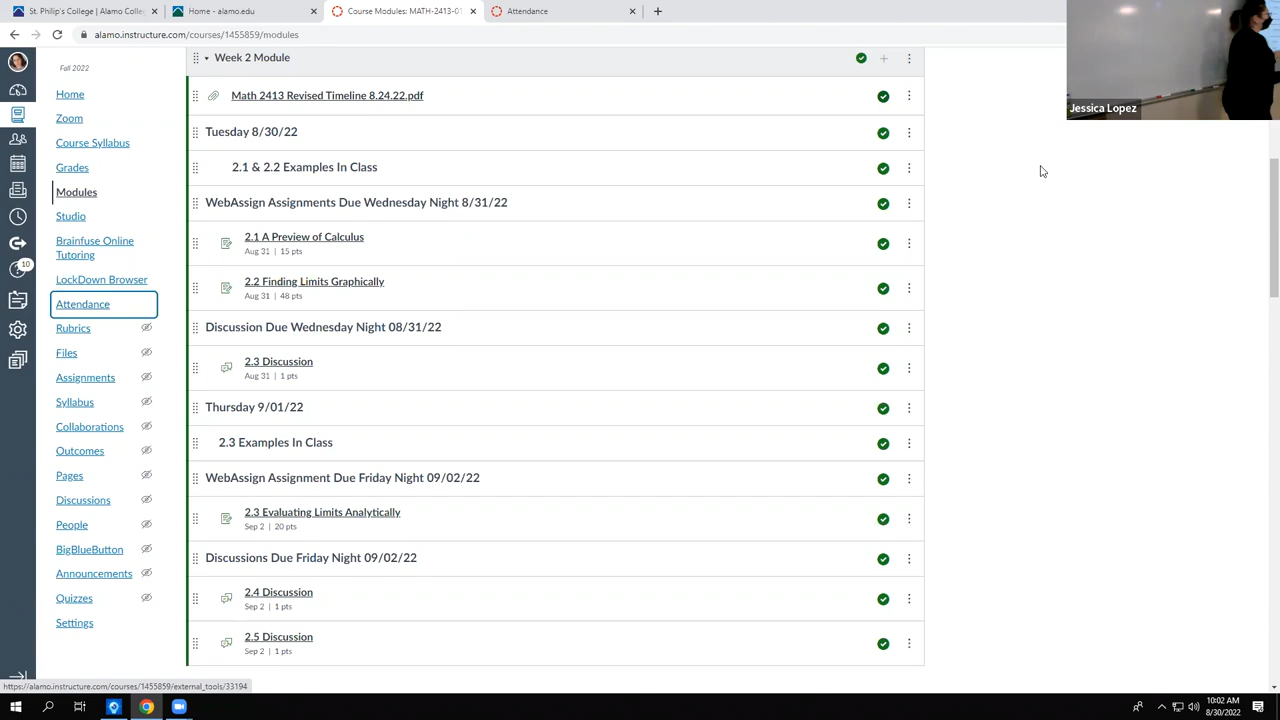 St. Philip's College - Alamo Colleg
Home - alamo.edu
Course Modules: MATH-2413-01
Attendance
alamo.instructure.com/courses/1455859/modules
Jessica Lopez
Fall 2022
Home
Zoom
Course Syllabus
Grades
Modules
Studio
Brainfuse Online
Tutoring
LockDown Browser
Attendance
Rubrics
Files
Assignments
Syllabus
Collaborations
Outcomes
Pages
Discussions
People
BigBlueButton
Announcements
Quizzes
Settings
10
Week 2 Module
Math 2413 Revised Timeline 8.24.22.pdf
Tuesday 8/30/22
2.1 & 2.2 Examples In Class
WebAssign Assignments Due Wednesday Night 8/31/22
2.1 A Preview of Calculus
Aug 31 | 15 pts
2.2 Finding Limits Graphically
Aug 31 | 48 pts
Discussion Due Wednesday Night 08/31/22
2.3 Discussion
Aug 31 | 1 pts
Thursday 9/01/22
2.3 Examples In Class
WebAssign Assignment Due Friday Night 09/02/22
2.3 Evaluating Limits Analytically
Sep 2 | 20 pts
Discussions Due Friday Night 09/02/22
2.4 Discussion
Sep 2 | 1 pts
2.5 Discussion
Sep 2 | 1 pts
https://alamo.instructure.com/courses/1455859/external_tools/33194
10:02 AM
8/30/2022